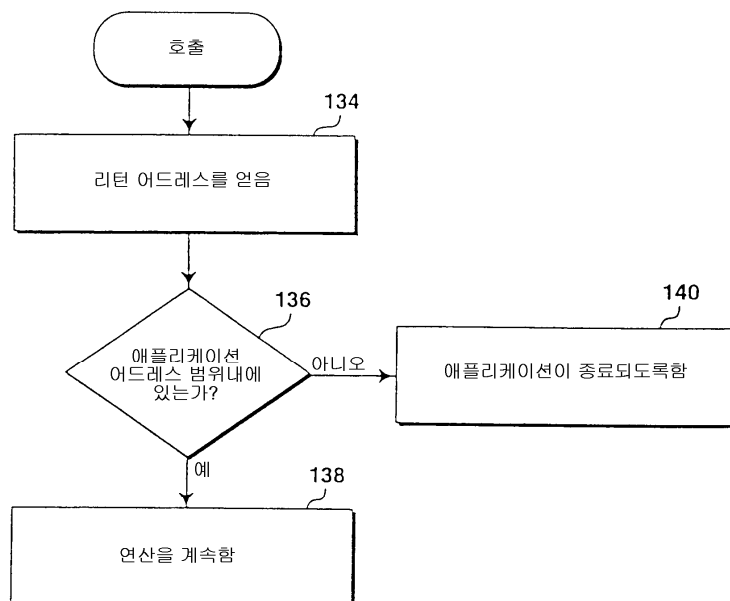 호출
134
리턴 어드레스를 얻음
136
애플리케이션
어드레스 범위내에
있는가?
아니오
140
애플리케이션이 종료되도록함
예
138
연산을 계속함